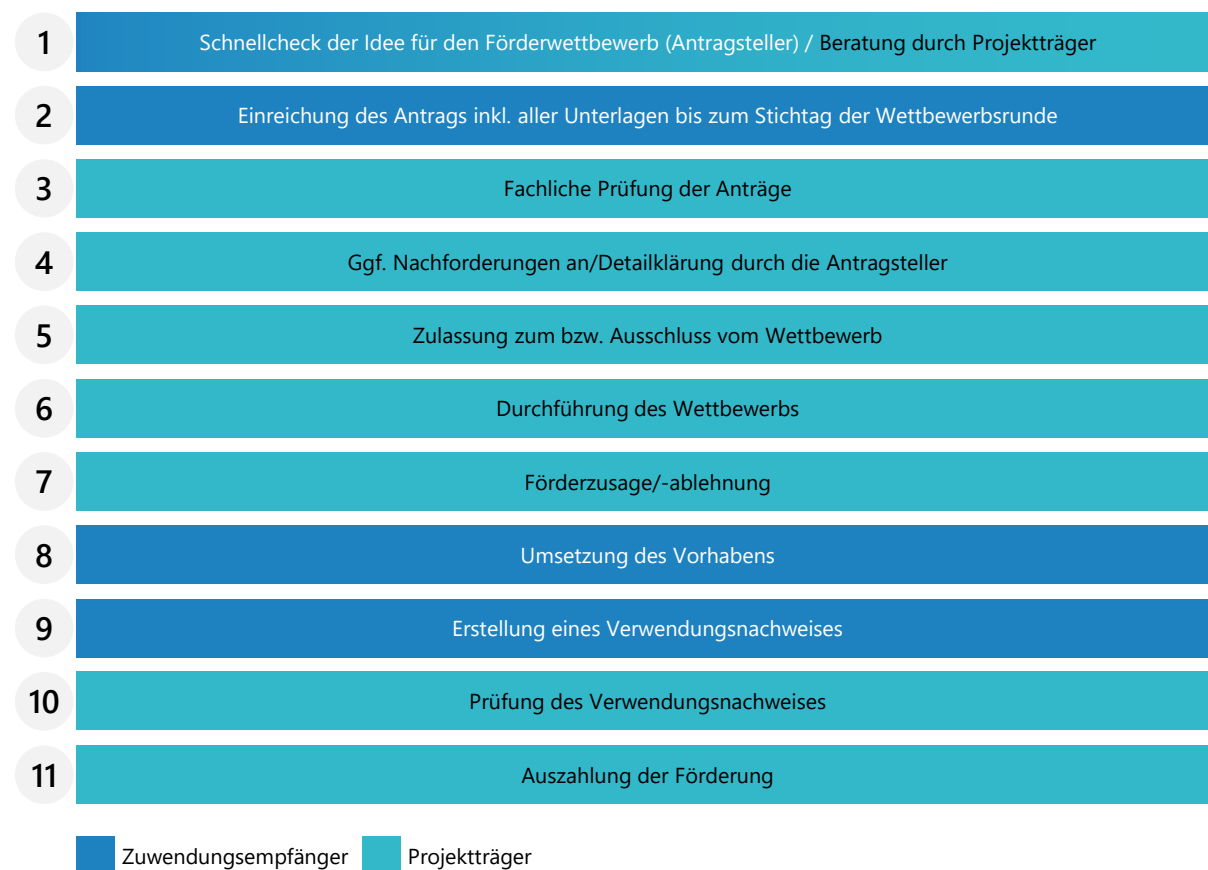 1
Schnellcheck der Idee für den Förderwettbewerb (Antragsteller) / Beratung durch Projektträger
2
Einreichung des Antrags inkl. aller Unterlagen bis zum Stichtag der Wettbewerbsrunde
3
Fachliche Prüfung der Anträge
4
Ggf. Nachforderungen an/Detailklärung durch die Antragsteller
5
Zulassung zum bzw. Ausschluss vom Wettbewerb
6
Durchführung des Wettbewerbs
7
Förderzusage/-ablehnung
8
Umsetzung des Vorhabens
9
Erstellung eines Verwendungsnachweises
10
Prüfung des Verwendungsnachweises
11
Auszahlung der Förderung
Zuwendungsempfänger Projektträger